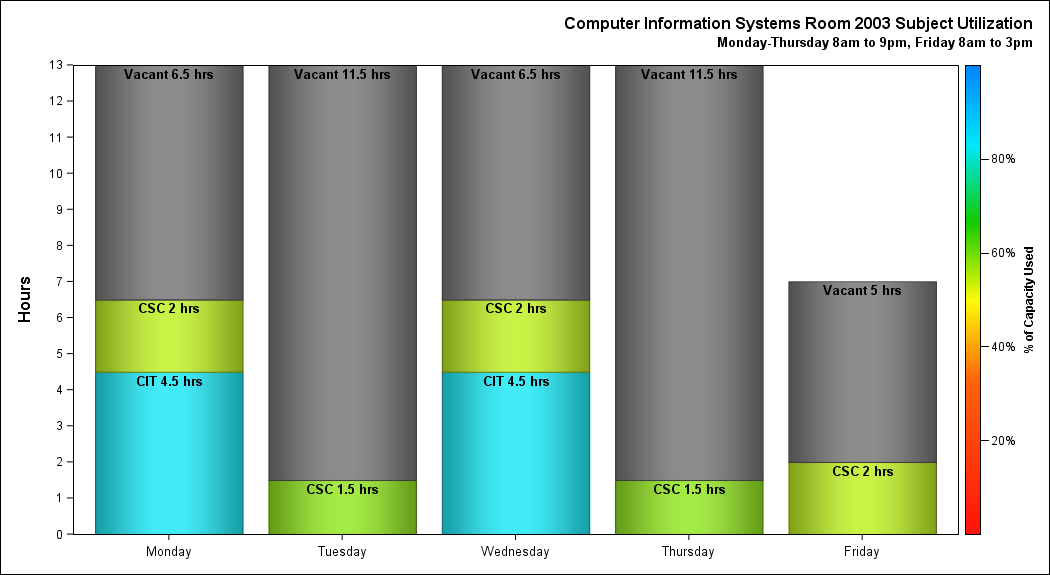 Computer Information Systems Room 2003 Subject Utilization
Monday-Thursday 8am to 9pm, Friday 8am to 3pm
Hours
13
12
11
10
9
8
7
6
5
4
3
2
1
0
Vacant 6.5 hrs
CSC 2 hrs
CIT 4.5 hrs
Vacant 11.5 hrs
CSC 1.5 hrs
Vacant 6.5 hrs
CSC 2 hrs
CIT 4.5 hrs
Vacant 11.5 hrs
CSC 1.5 hrs
Vacant 5 hrs
CSC 2 hrs
Monday
Tuesday
Wednesday
Thursday
Friday
80%
60%
40%
20%
% of Capacity Used